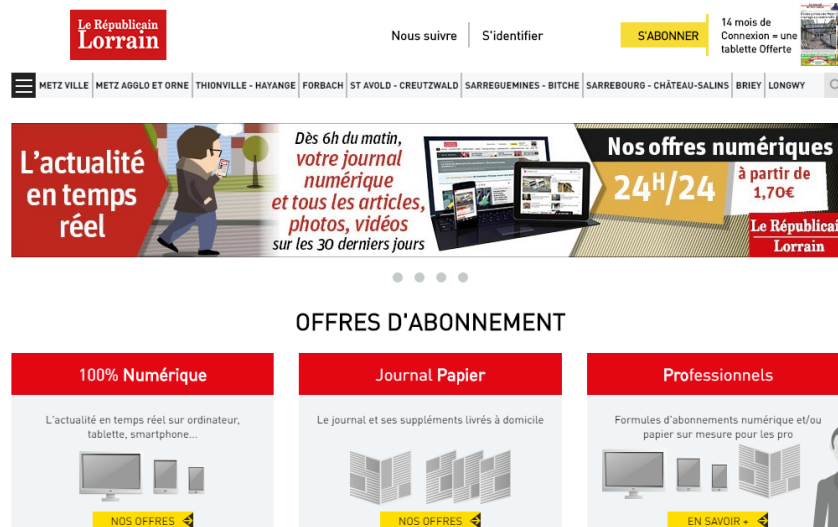 Le Républicain
Lorrain
Nous suivre
S'identifier
S'ABONNER
14 mois de
Connexion = une
tablette Offerte
METZ VILLE
METZ AGGLO ET ORNE
THIONVILLE - HAYANGE
FORBACH
ST AVOLD - CREUTZWALD
SARREGUEMINES - BITCHE
SARREBOURG - CHÂTEAU-SALINS
BRIEY
LONGWY
L'actualité
en temps
réel
Dès 6h du matin,
votre journal
numérique
et tous les articles,
photos, vidéos
sur les 30 derniers jours
Nos offres numériques
24H/24
à partir de
1,70€
Le Républicai
Lorrain
OFFRES D'ABONNEMENT
100% Numérique
L'actualité en temps réel sur ordinateur,
tablette, smartphone...
NOS OFFRES
Journal Papier
Le journal et ses suppléments livrés à domicile
NOS OFFRES
Professionnels
Formules d'abonnements numérique et/ou
papier sur mesure pour les pro
EN SAVOIR +